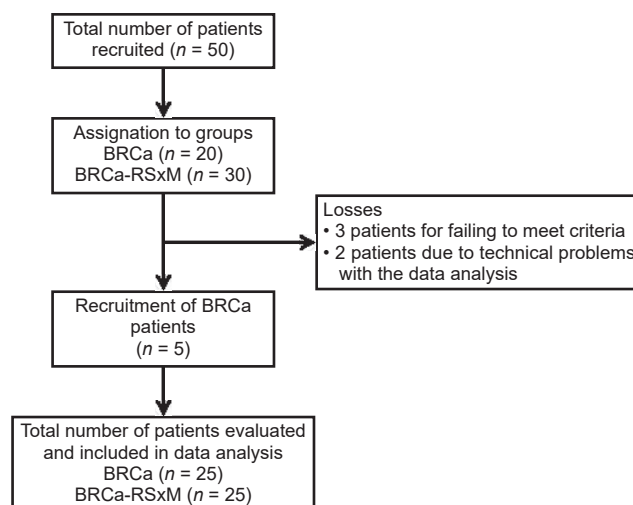 Total number of patients
recruited (n = 50)
Assignation to groups
BRCa (n = 20)
BRCa-RSxM (n = 30)
Losses
• 3 patients for failing to meet criteria
• 2 patients due to technical problems
with the data analysis
Recruitment of BRCa
patients
(n = 5)
Total number of patients evaluated
and included in data analysis
BRCa (n = 25)
BRCa-RSxM (n = 25)